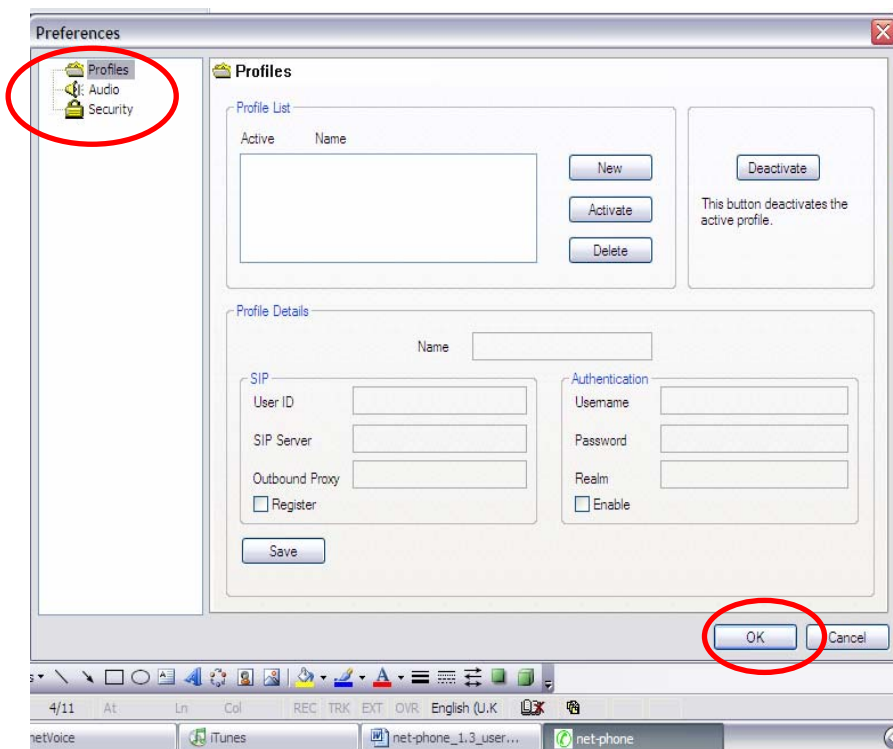 Preferences
Profiles
Audio
Security
Profiles
Profile List
Active Name
New
Activate
Delete
Deactivate
This button deactivates the
active profile.
Profile Details
Name
SIP
User ID
SIP Server
Outbound Proxy
Register
Authentication
Username
Password
Realm
Enable
Save
OK
Cancel
4/11 At Ln Col REC TRK EXT OVR English (U.K
netVoice iTunes net-phone_1.3_user... net-phone